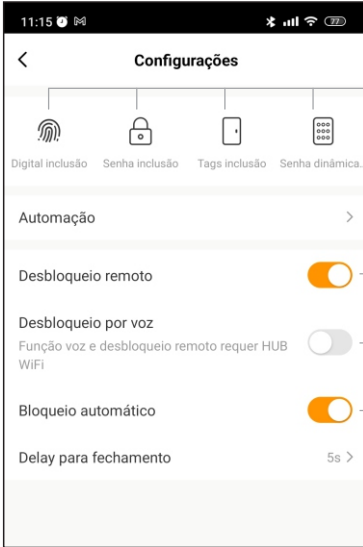 11:15 77
Configurações
Digital inclusão Senha inclusão Tags inclusão Senha dinâmica...
Automação
Desbloqueio remoto
Desbloqueio por voz
Função voz e desbloqueio remoto requer HUB
WiFi
Bloqueio automático
Delay para fechamento 5s